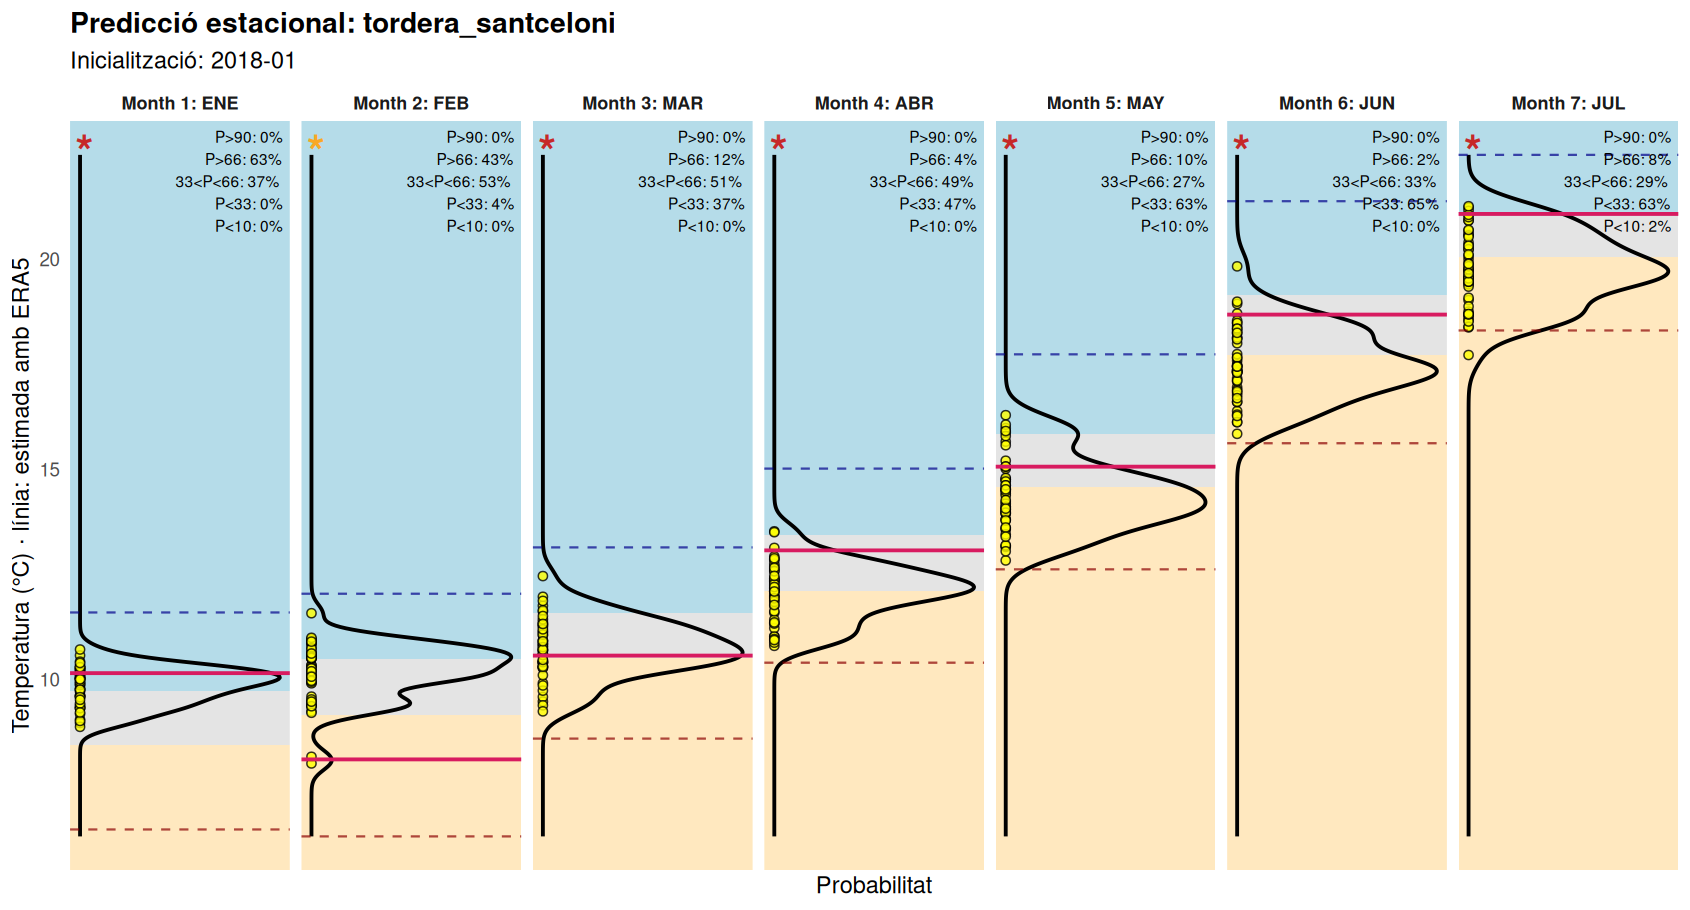 Predicció estacional: tordera_santceloni
Inicialització: 2018-01
Month 1: ENE
Month 2: FEB
Month 3: MAR
Month 4: ABR
Month 5: MAY
Month 6: JUN
Month 7: JUL
*
P>90: 0%
P>66: 63%
33<P<66: 37%
P<33: 0%
P<10: 0%
*
P>90: 0%
P>66: 43%
33<P<66: 53%
P<33: 4%
P<10: 0%
*
P>90: 0%
P>66: 12%
33<P<66: 51%
P<33: 37%
P<10: 0%
*
P>90: 0%
P>66: 4%
33<P<66: 49%
P<33: 47%
P<10: 0%
*
P>90: 0%
P>66: 10%
33<P<66: 27%
P<33: 63%
P<10: 0%
*
P>90: 0%
P>66: 2%
33<P<66: 33%
P<33: 65%
P<10: 0%
*
P>90: 0%
P>66: 8%
33<P<66: 29%
P<33: 63%
P<10: 2%
20
15
10
Temperatura (°C) · línia: estimada amb ERA5
Probabilitat